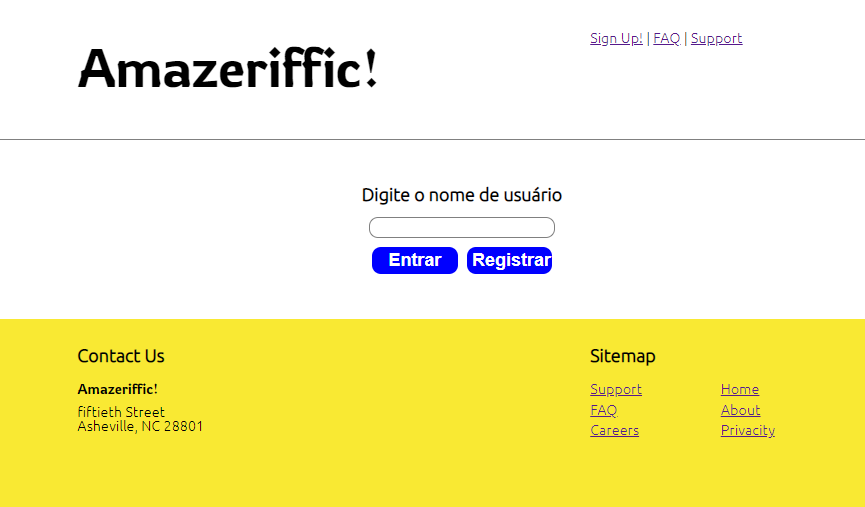 Amazeriffic!
Sign Up! | FAQ | Support
Digite o nome de usuário
Entrar Registrar
Contact Us
Amazeriffic!
fiftieth Street
Asheville, NC 28801
Sitemap
Support Home
FAQ About
Careers Privacity